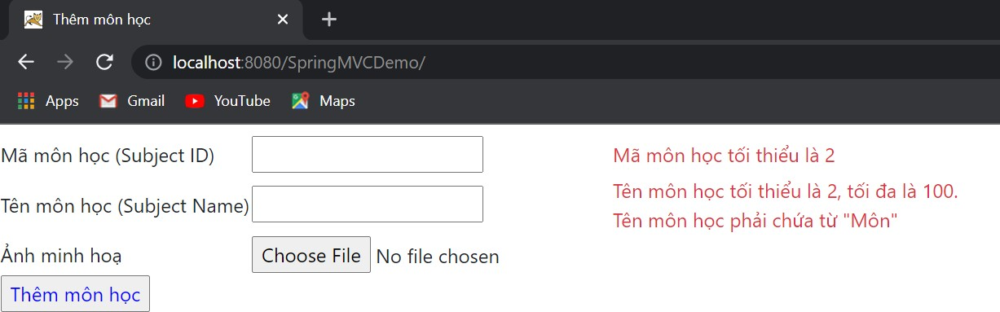 Thêm môn học
localhost:8080/SpringMVCDemo/
Apps Gmail YouTube Maps
Mã môn học (Subject ID) Mã môn học tối thiểu là 2
Tên môn học (Subject Name) Tên môn học tối thiểu là 2, tối đa là 100.
Tên môn học phải chứa từ "Môn"
Ảnh minh hoạ Choose File No file chosen
Thêm môn học